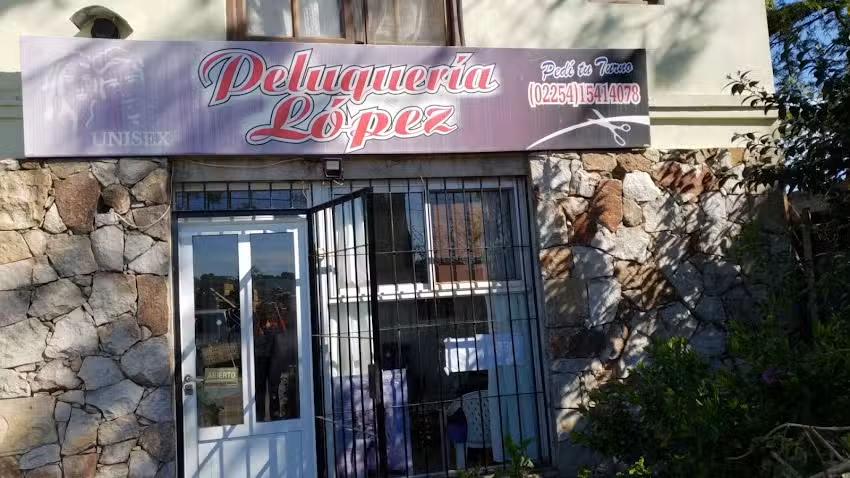 Peluquería
López
UNISEX
Pedí tu Turno
(02254)15414078
ABIERTO